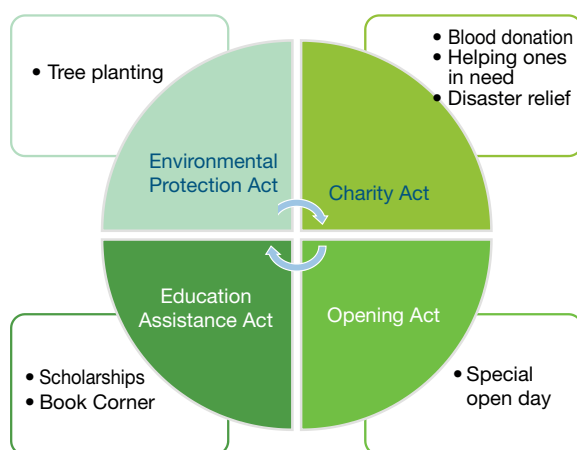 • Tree planting
• Blood donation
• Helping ones
in need
• Disaster relief
Environmental
Protection Act
Charity Act
Education
Assistance Act
Opening Act
• Scholarships
• Book Corner
• Special
open day